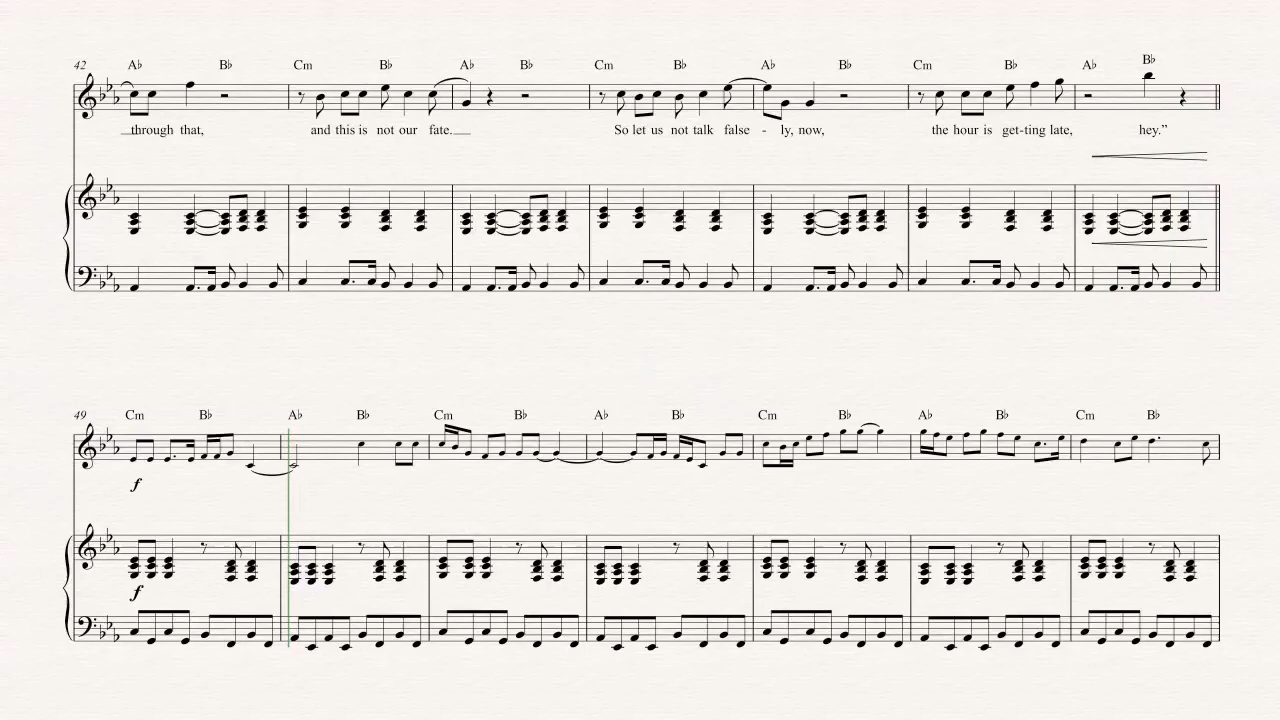 42 A♭ B♭ Cm B♭ A♭ B♭ Cm B♭ A♭ B♭ Cm B♭ A♭ B♭
through that, and this is not our fate. So let us not talk false - ly, now, the hour is get-ting late, hey.”
49 Cm B♭ A♭ B♭ Cm B♭ A♭ B♭ Cm B♭ A♭ B♭ Cm B♭
f
f